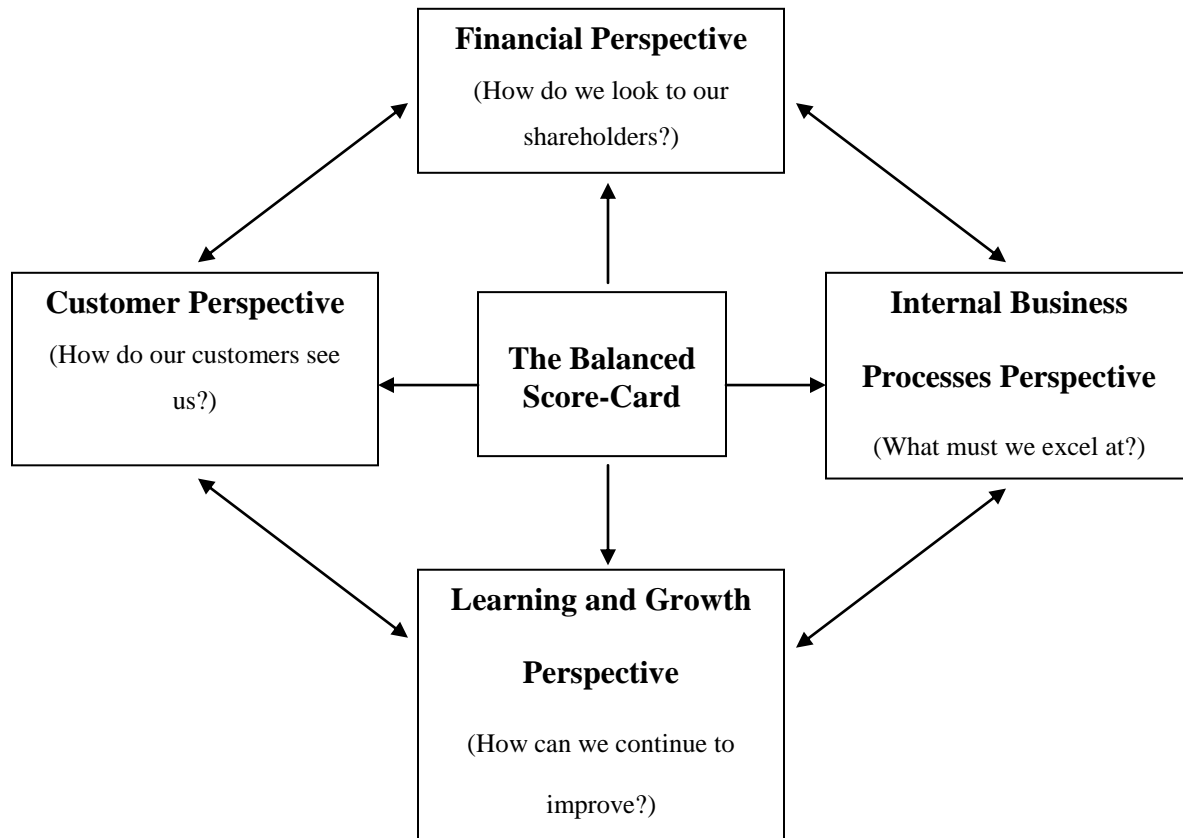 Financial Perspective
(How do we look to our
shareholders?)
Customer Perspective
(How do our customers see
us?)
The Balanced
Score-Card
Internal Business
Processes Perspective
(What must we excel at?)
Learning and Growth
Perspective
(How can we continue to
improve?)